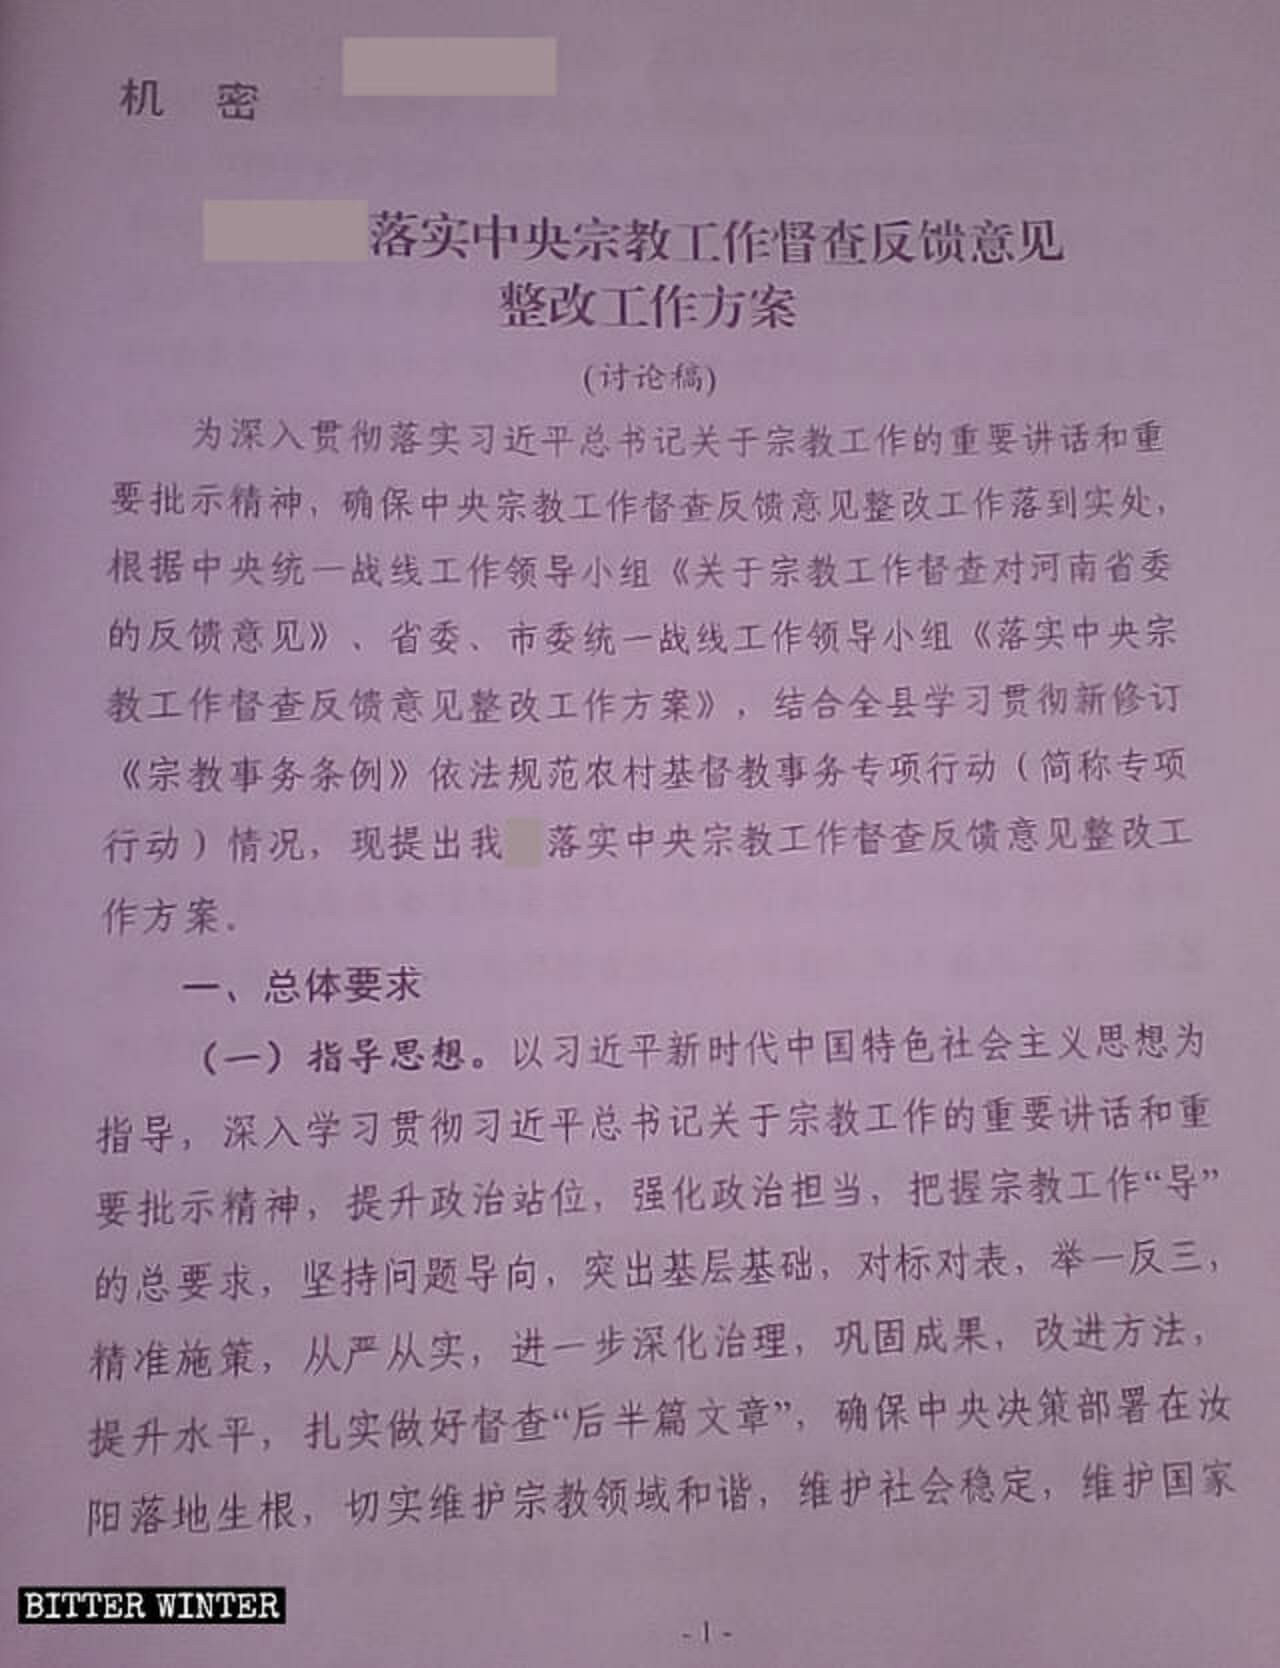 机 密
落实中央宗教工作督查反馈意见
整改工作方案
(讨论稿)
为深入贯彻落实习近平总书记关于宗教工作的重要讲话和重
要批示精神，确保中央宗教工作督查反馈意见整改工作落到实处，
根据中央统一战线工作领导小组《关于宗教工作督查对河南省委
的反馈意见》、省委、市委统一战线工作领导小组《落实中央宗
教工作督查反馈意见整改工作方案》，结合全县学习贯彻新修订
《宗教事务条例》依法规范农村基督教事务专项行动（简称专项
行动）情况，现提出我 落实中央宗教工作督查反馈意见整改工
作方案。
一、总体要求
（一）指导思想。以习近平新时代中国特色社会主义思想为
指导，深入学习贯彻习近平总书记关于宗教工作的重要讲话和重
要批示精神，提升政治站位，强化政治担当，把握宗教工作“导”
的总要求，坚持问题导向，突出基层基础，对标对表，举一反三，
精准施策，从严从实，进一步深化治理，巩固成果，改进方法，
提升水平，扎实做好督查“后半篇文章”，确保中央决策部署在汝
阳落地生根，切实维护宗教领域和谐，维护社会稳定，维护国家
BITTER WINTER
- 1 -